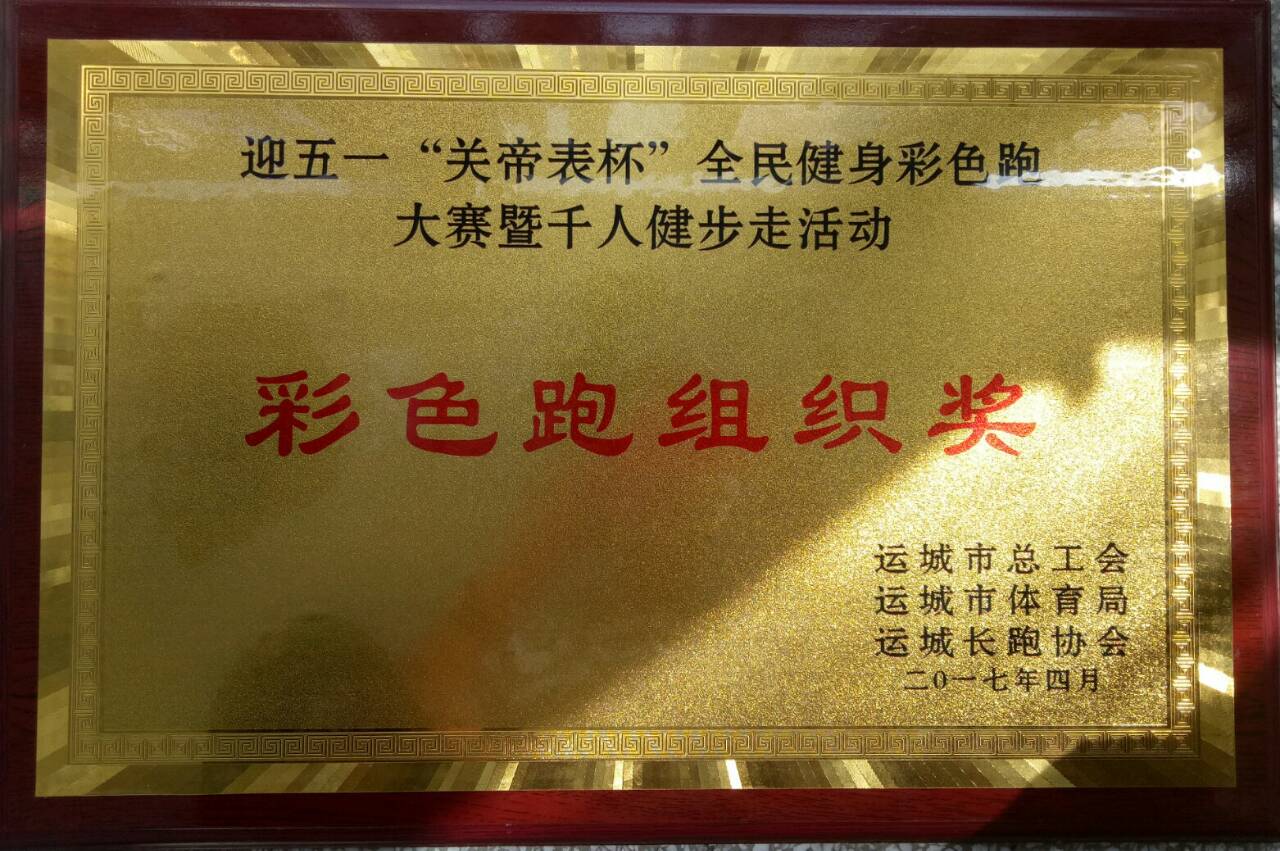 迎五一“关帝表杯”全民健身彩色跑
大赛暨千人健步走活动
彩色跑组织奖
运城市总工会
运城市体育局
运城长跑协会
二0一七年四月